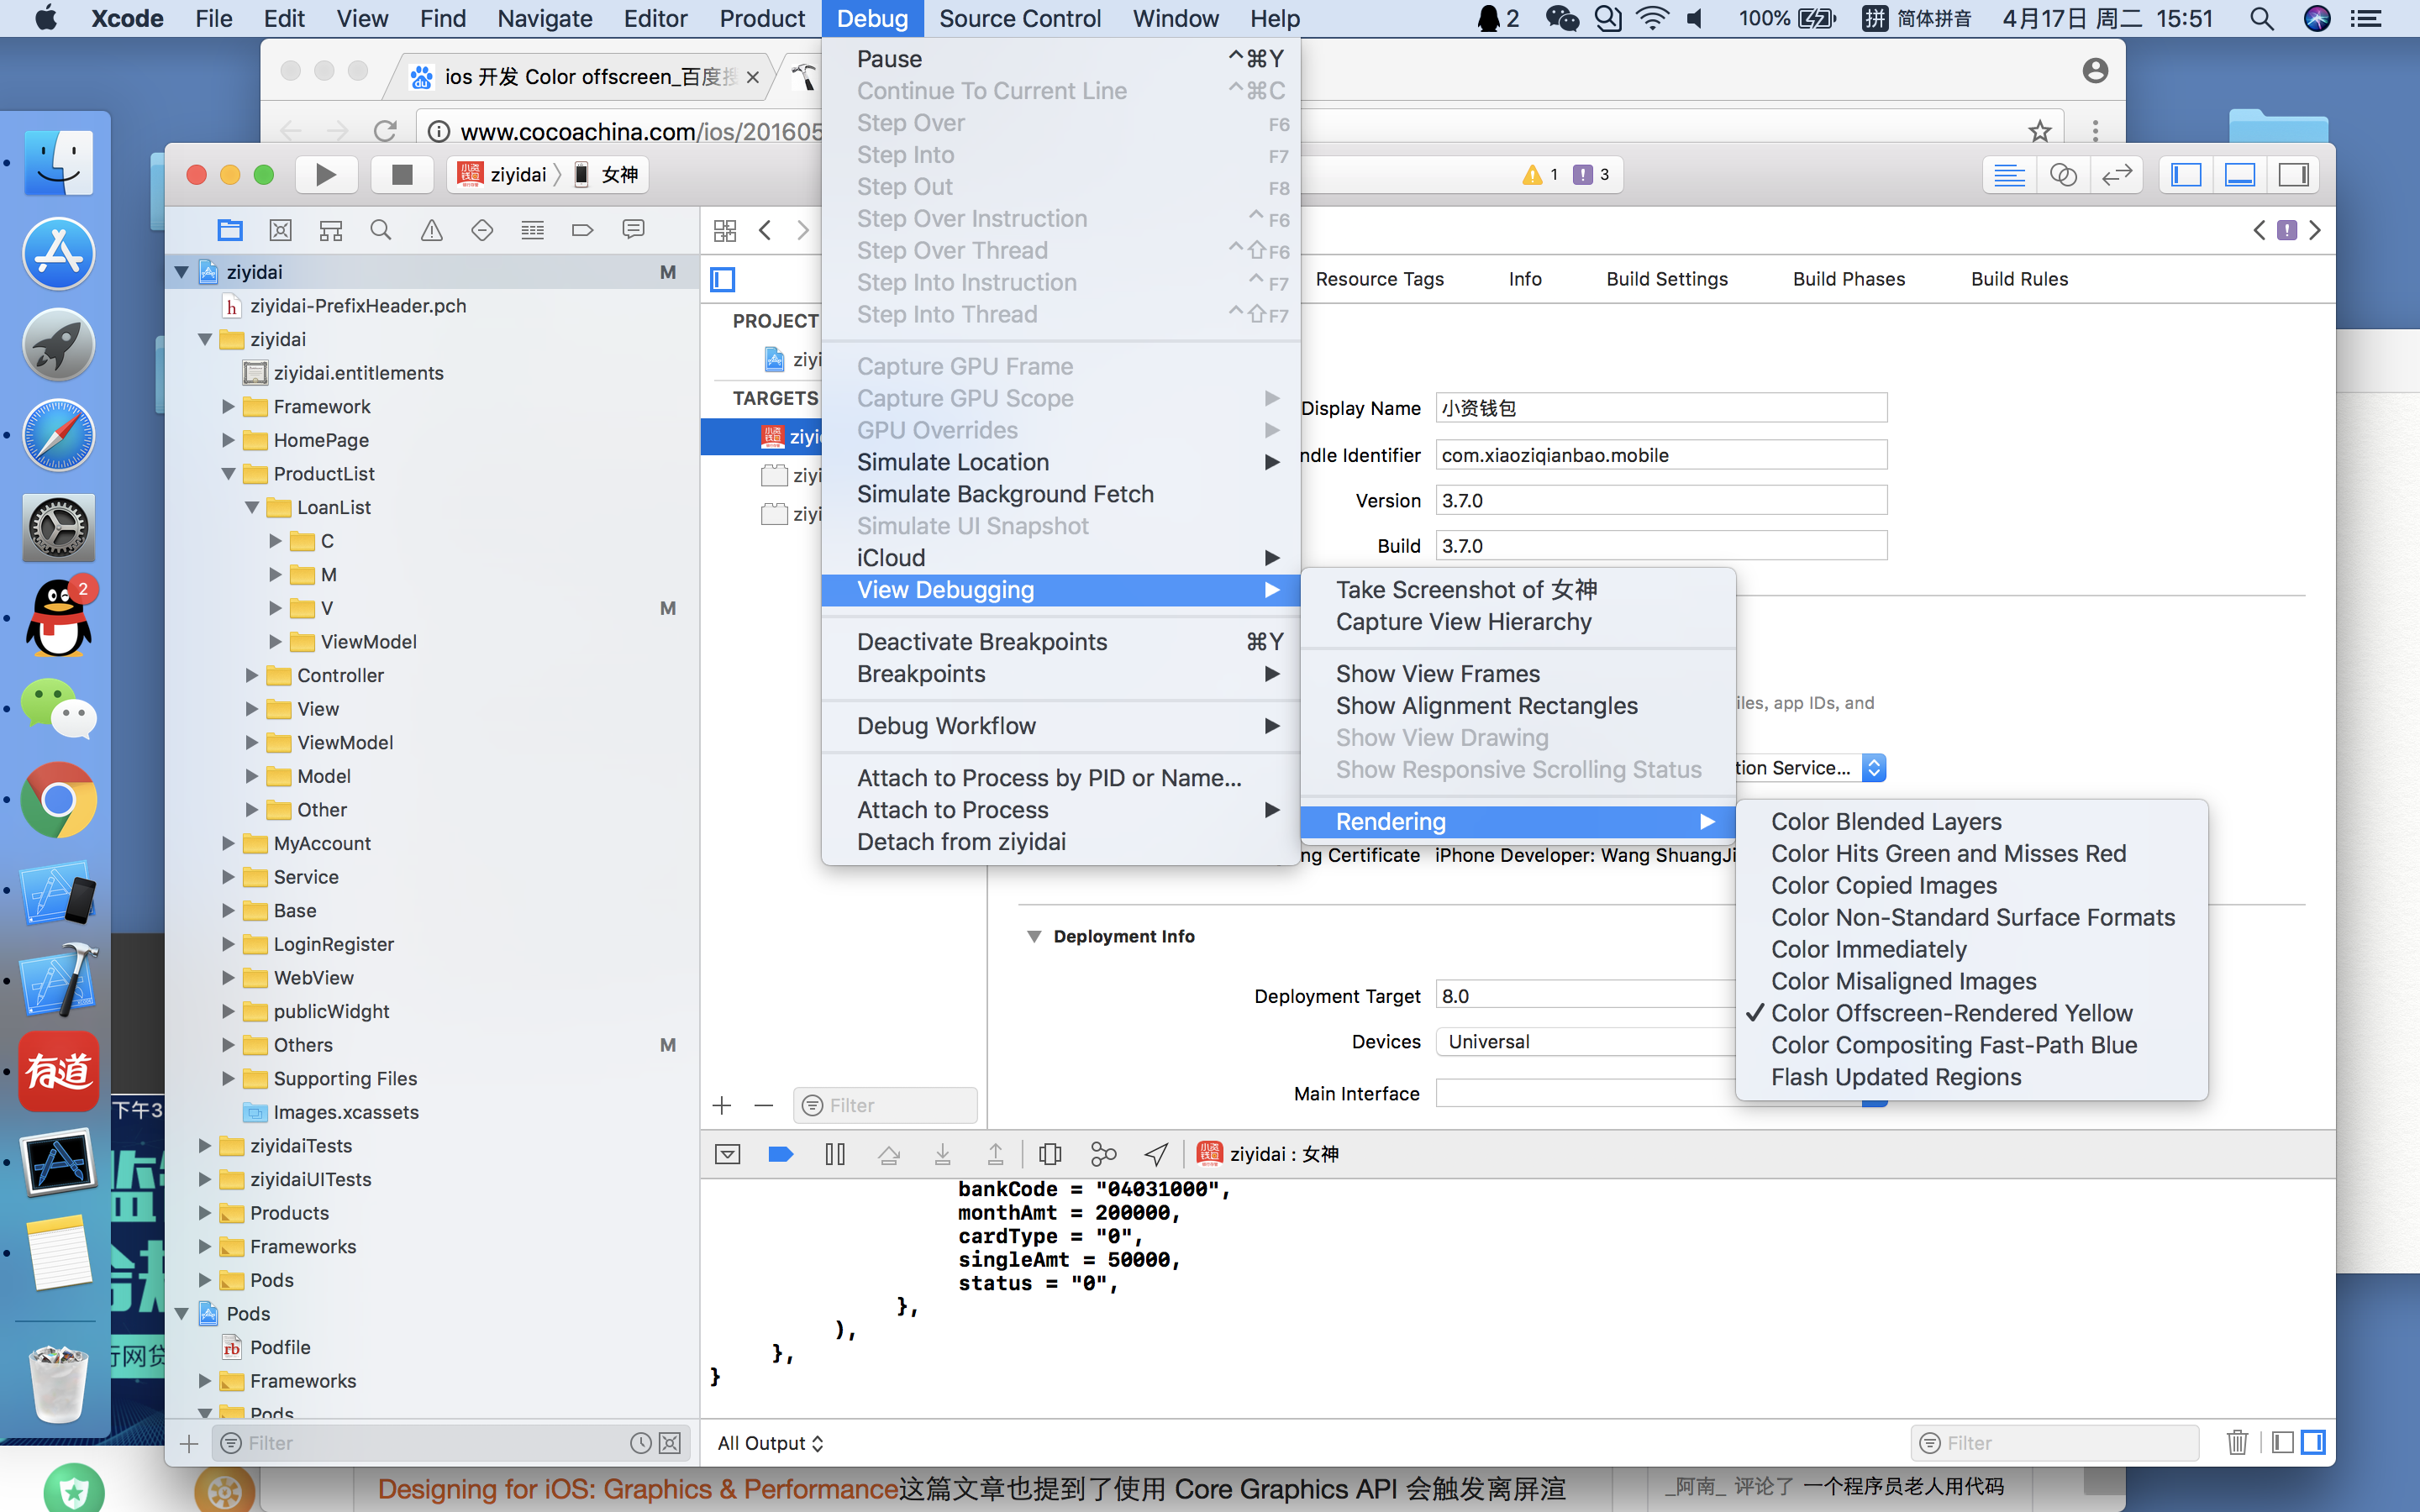 Xcode File Edit View Find Navigate Editor Product Debug Source Control Window Help 2 100% 拼 简体拼音 4月17日 周二 15:51
ios 开发 Color offscreen_百度搜
www.cocoachina.com/ios/201605
ziyidai 女神
1 3
ziyidai M
ziyidai-PrefixHeader.pch
ziyidai
ziyidai.entitlements
Framework
HomePage
ProductList
LoanList
C
M
V M
ViewModel
Controller
View
ViewModel
Model
Other
MyAccount
Service
Base
LoginRegister
WebView
publicWidght
Others M
Supporting Files
Images.xcassets
ziyidaiTests
ziyidaiUITests
Products
Frameworks
Pods
Pods
Podfile
Frameworks
Pods
Filter
PROJECT
ziyi
TARGETS
ziyi
ziyi
ziyi
Filter
Pause ^⌘Y
Continue To Current Line ^⌘C
Step Over F6
Step Into F7
Step Out F8
Step Over Instruction ^F6
Step Over Thread ^⇧F6
Step Into Instruction ^F7
Step Into Thread ^⇧F7
Capture GPU Frame
Capture GPU Scope
GPU Overrides
Simulate Location
Simulate Background Fetch
Simulate UI Snapshot
iCloud
View Debugging
Deactivate Breakpoints ⌘Y
Breakpoints
Debug Workflow
Attach to Process by PID or Name...
Attach to Process
Detach from ziyidai
Take Screenshot of 女神
Capture View Hierarchy
Show View Frames
Show Alignment Rectangles
Show View Drawing
Show Responsive Scrolling Status
Rendering
Color Blended Layers
Color Hits Green and Misses Red
Color Copied Images
Color Non-Standard Surface Formats
Color Immediately
Color Misaligned Images
✓ Color Offscreen-Rendered Yellow
Color Compositing Fast-Path Blue
Flash Updated Regions
Resource Tags Info Build Settings Build Phases Build Rules
Display Name 小资钱包
ndle Identifier com.xiaoziqianbao.mobile
Version 3.7.0
Build 3.7.0
iles, app IDs, and
tion Service...
ng Certificate iPhone Developer: Wang ShuangJi
Deployment Info
Deployment Target 8.0
Devices Universal
Main Interface
ziyidai : 女神
bankCode = "04031000",
monthAmt = 200000,
cardType = "0",
singleAmt = 50000,
status = "0",
},
),
},
}
All Output
Filter
2
有道
下午3
行网贷
Designing for iOS: Graphics & Performance这篇文章也提到了使用 Core Graphics API 会触发离屏渲
_阿南_ 评论了 一个程序员老人用代码